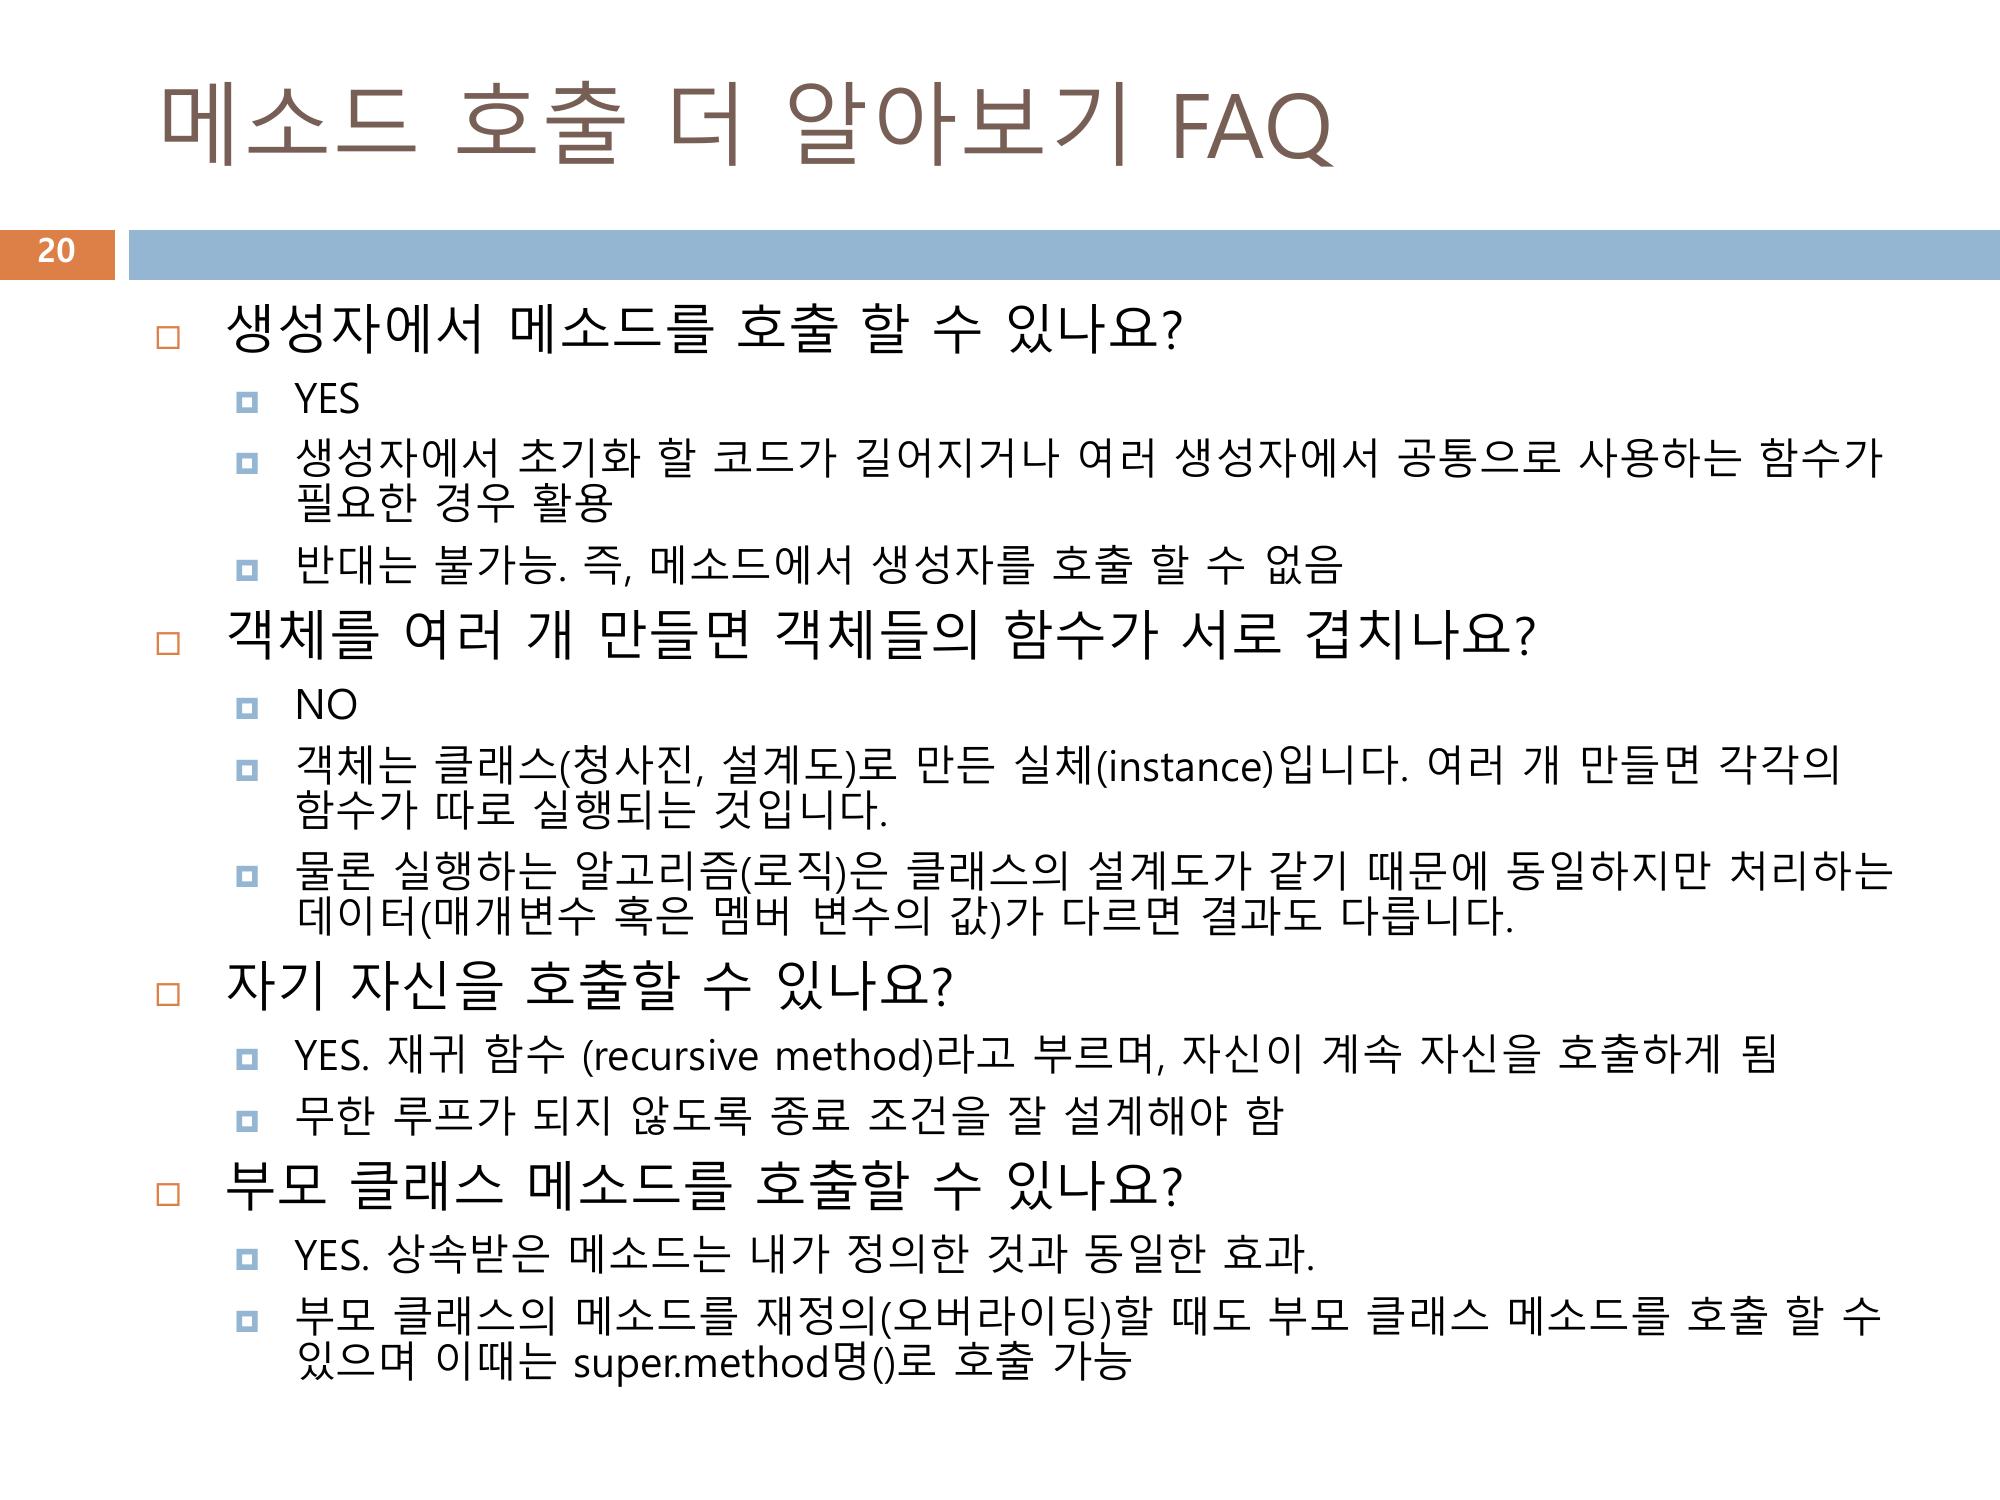 메소드 호출 더 알아보기 FAQ
20
생성자에서 메소드를 호출 할 수 있나요?
YES
생성자에서 초기화 할 코드가 길어지거나 여러 생성자에서 공통으로 사용하는 함수가
필요한 경우 활용
반대는 불가능. 즉, 메소드에서 생성자를 호출 할 수 없음
객체를 여러 개 만들면 객체들의 함수가 서로 겹치나요?
NO
객체는 클래스(청사진, 설계도)로 만든 실체(instance)입니다. 여러 개 만들면 각각의
함수가 따로 실행되는 것입니다.
물론 실행하는 알고리즘(로직)은 클래스의 설계도가 같기 때문에 동일하지만 처리하는
데이터(매개변수 혹은 멤버 변수의 값)가 다르면 결과도 다릅니다.
자기 자신을 호출할 수 있나요?
YES. 재귀 함수 (recursive method)라고 부르며, 자신이 계속 자신을 호출하게 됨
무한 루프가 되지 않도록 종료 조건을 잘 설계해야 함
부모 클래스 메소드를 호출할 수 있나요?
YES. 상속받은 메소드는 내가 정의한 것과 동일한 효과.
부모 클래스의 메소드를 재정의(오버라이딩)할 때도 부모 클래스 메소드를 호출 할 수
있으며 이때는 super.method명()로 호출 가능